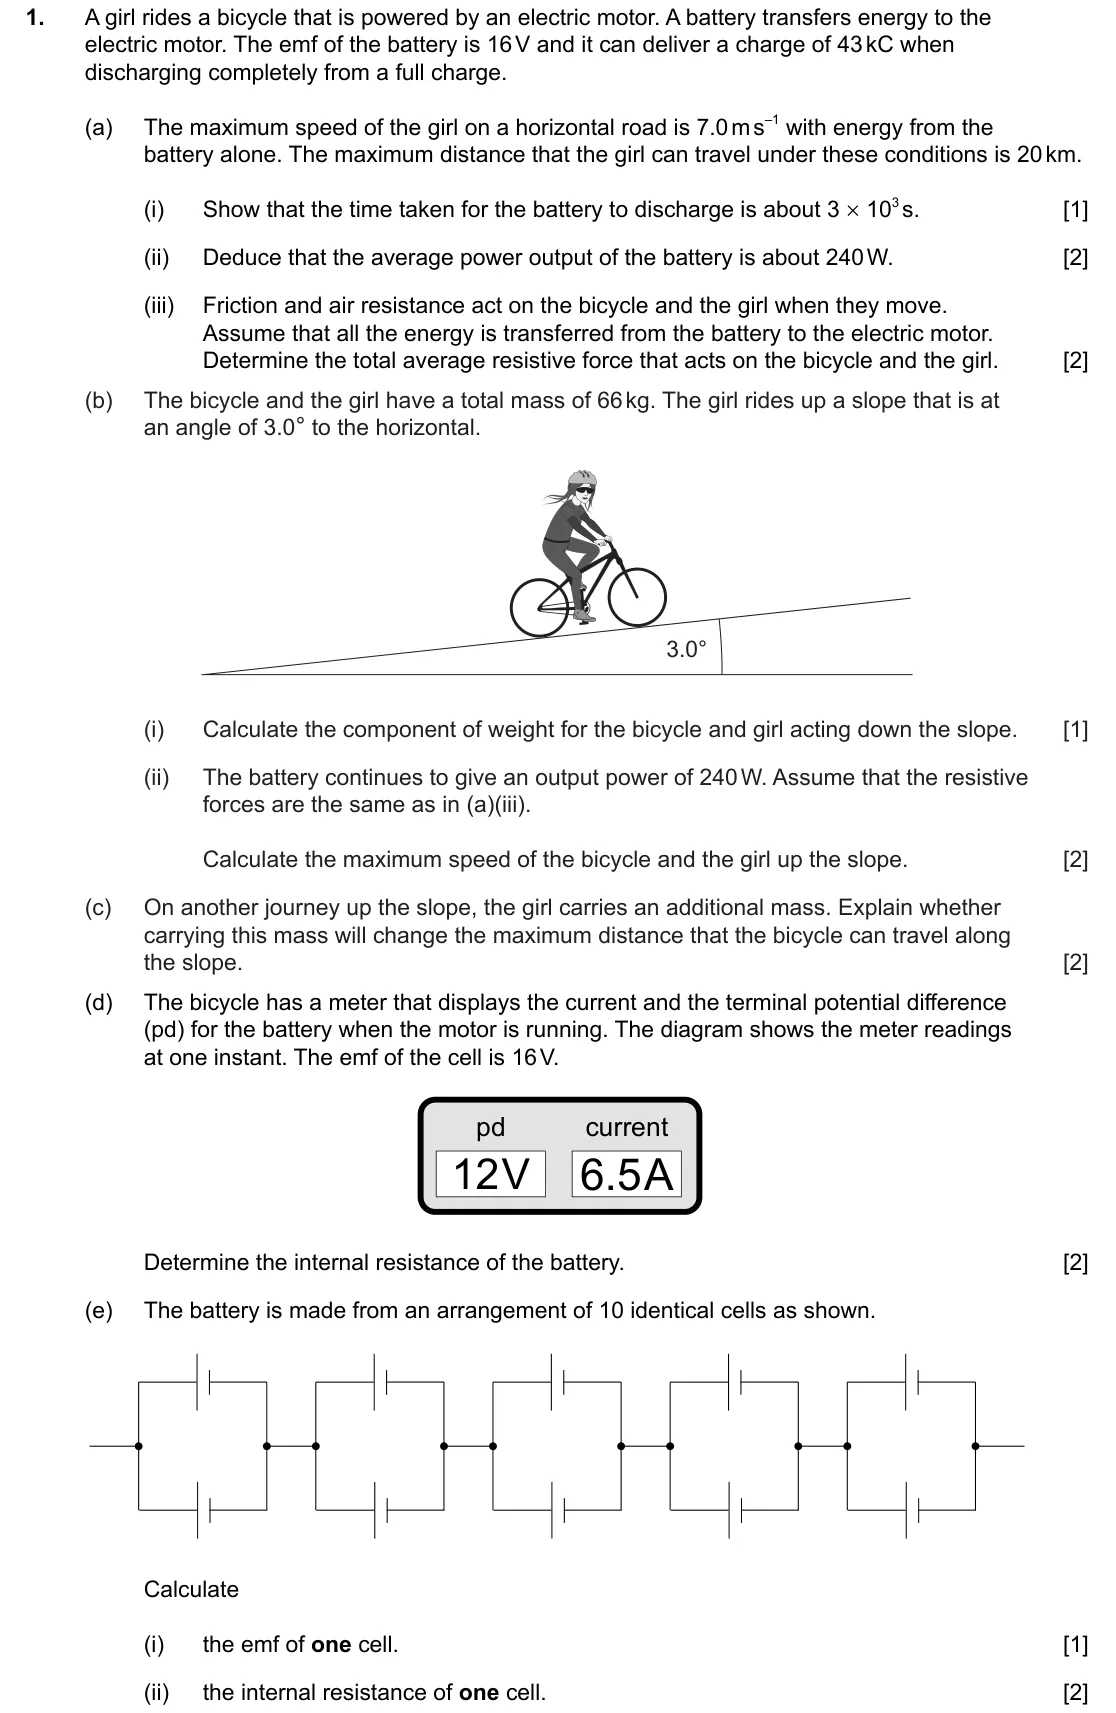 1. A girl rides a bicycle that is powered by an electric motor. A battery transfers energy to the
electric motor. The emf of the battery is 16 V and it can deliver a charge of 43 kC when
discharging completely from a full charge.
(a) The maximum speed of the girl on a horizontal road is 7.0 m s⁻¹ with energy from the
battery alone. The maximum distance that the girl can travel under these conditions is 20 km.
(i) Show that the time taken for the battery to discharge is about 3 × 10³ s. [1]
(ii) Deduce that the average power output of the battery is about 240 W. [2]
(iii) Friction and air resistance act on the bicycle and the girl when they move.
Assume that all the energy is transferred from the battery to the electric motor.
Determine the total average resistive force that acts on the bicycle and the girl. [2]
(b) The bicycle and the girl have a total mass of 66 kg. The girl rides up a slope that is at
an angle of 3.0° to the horizontal.
3.0°
(i) Calculate the component of weight for the bicycle and girl acting down the slope. [1]
(ii) The battery continues to give an output power of 240 W. Assume that the resistive
forces are the same as in (a)(iii).
Calculate the maximum speed of the bicycle and the girl up the slope. [2]
(c) On another journey up the slope, the girl carries an additional mass. Explain whether
carrying this mass will change the maximum distance that the bicycle can travel along
the slope. [2]
(d) The bicycle has a meter that displays the current and the terminal potential difference
(pd) for the battery when the motor is running. The diagram shows the meter readings
at one instant. The emf of the cell is 16 V.
pd current
12V 6.5A
Determine the internal resistance of the battery. [2]
(e) The battery is made from an arrangement of 10 identical cells as shown.
Calculate
(i) the emf of one cell. [1]
(ii) the internal resistance of one cell. [2]